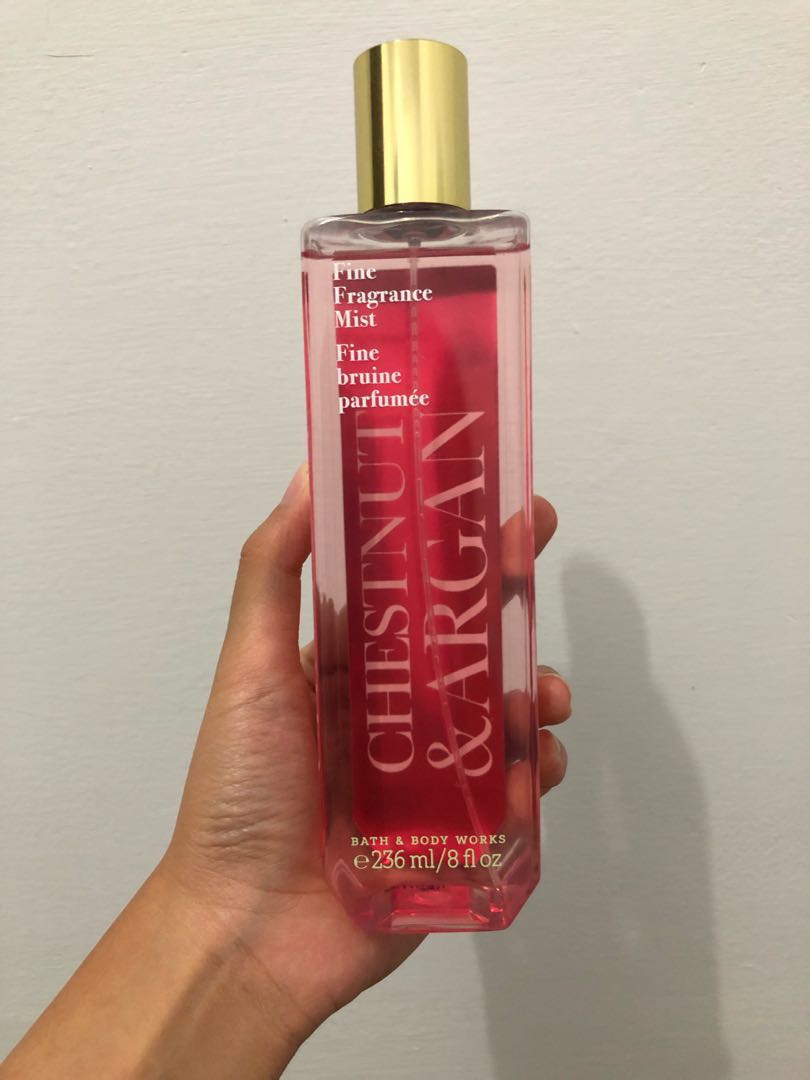 Fine
Fragrance
Mist
Fine
bruine
parfumée
CHESTNUT
&ARGAN
BATH & BODY WORKS
℮236 ml/8 fl oz